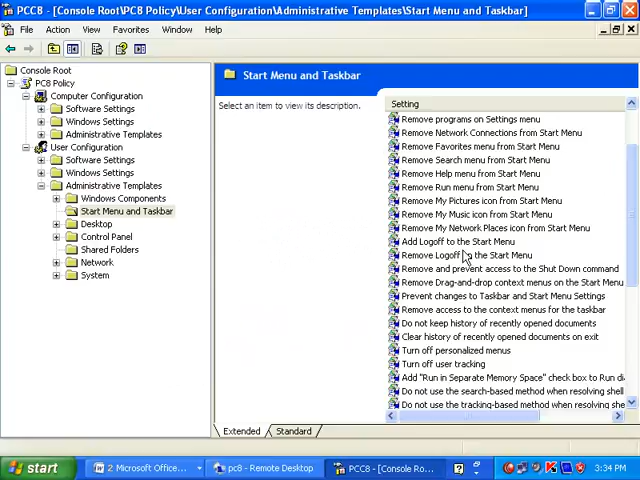 PCC8 - [Console Root\PC8 Policy\User Configuration\Administrative Templates\Start Menu and Taskbar]
File Action View Favorites Window Help
Console Root
PC8 Policy
Computer Configuration
Software Settings
Windows Settings
Administrative Templates
User Configuration
Software Settings
Windows Settings
Administrative Templates
Windows Components
Start Menu and Taskbar
Desktop
Control Panel
Shared Folders
Network
System
Start Menu and Taskbar
Select an item to view its description.
Setting
Remove programs on Settings menu
Remove Network Connections from Start Menu
Remove Favorites menu from Start Menu
Remove Search menu from Start Menu
Remove Help menu from Start Menu
Remove Run menu from Start Menu
Remove My Pictures icon from Start Menu
Remove My Music icon from Start Menu
Remove My Network Places icon from Start Menu
Add Logoff to the Start Menu
Remove Logoff on the Start Menu
Remove and prevent access to the Shut Down command
Remove Drag-and-drop context menus on the Start Menu
Prevent changes to Taskbar and Start Menu Settings
Remove access to the context menus for the taskbar
Do not keep history of recently opened documents
Clear history of recently opened documents on exit
Turn off personalized menus
Turn off user tracking
Add "Run in Separate Memory Space" check box to Run di
Do not use the search-based method when resolving shell
Do not use the tracking-based method when resolving shel
Extended Standard
start
2 Microsoft Office...
pc8 - Remote Desktop
PCC8 - [Console Ro...
3:34 PM